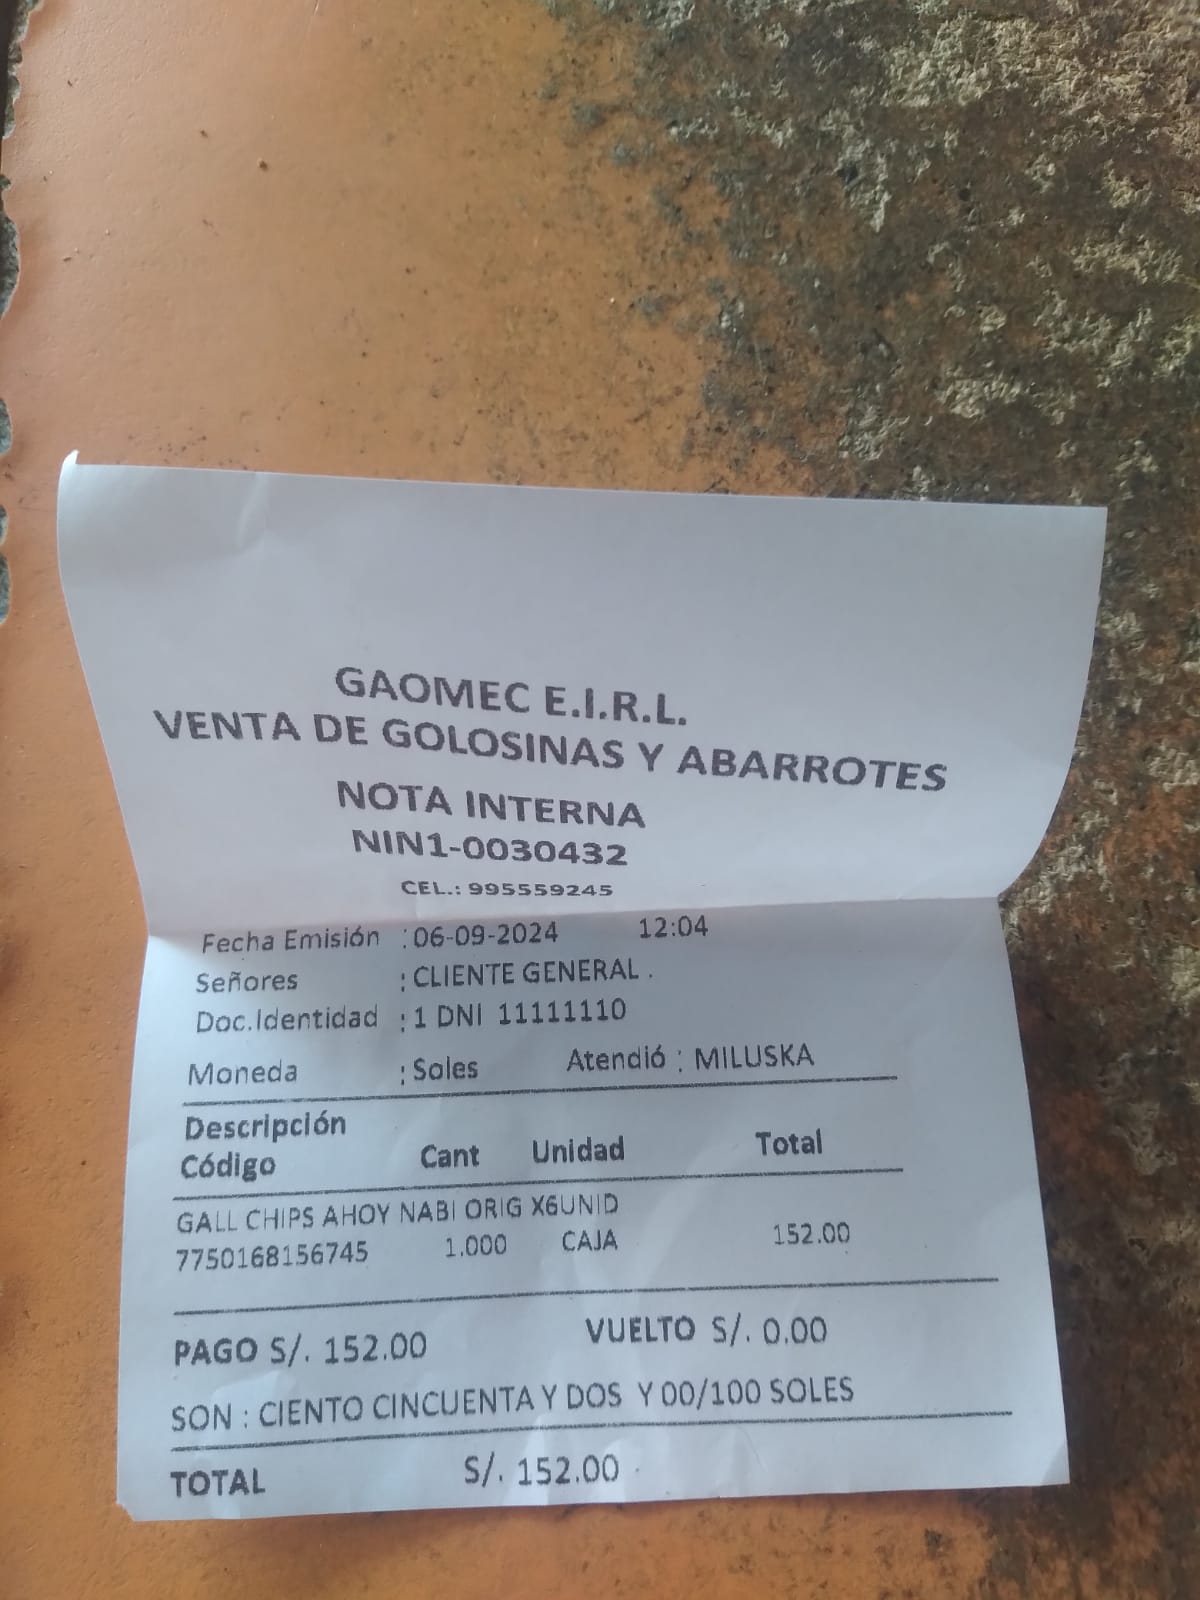 GAOMEC E.I.R.L.
VENTA DE GOLOSINAS Y ABARROTES
NOTA INTERNA
NIN1-0030432
CEL.: 995559245
Fecha Emisión : 06-09-2024 12:04
Señores : CLIENTE GENERAL .
Doc.Identidad : 1 DNI 11111110
Moneda : Soles Atendió : MILUSKA
Descripción
Código Cant Unidad Total
GALL CHIPS AHOY NABI ORIG X6UNID
7750168156745 1.000 CAJA 152.00
PAGO S/. 152.00 VUELTO S/. 0.00
SON : CIENTO CINCUENTA Y DOS Y 00/100 SOLES
TOTAL S/. 152.00